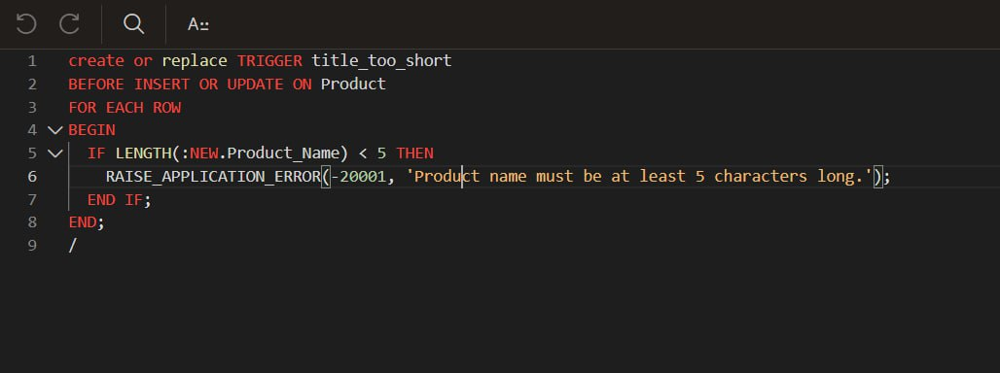 A::
1 create or replace TRIGGER title_too_short
2 BEFORE INSERT OR UPDATE ON Product
3 FOR EACH ROW
4 BEGIN
5 IF LENGTH(:NEW.Product_Name) < 5 THEN
6 RAISE_APPLICATION_ERROR(-20001, 'Product name must be at least 5 characters long.');
7 END IF;
8 END;
9 /